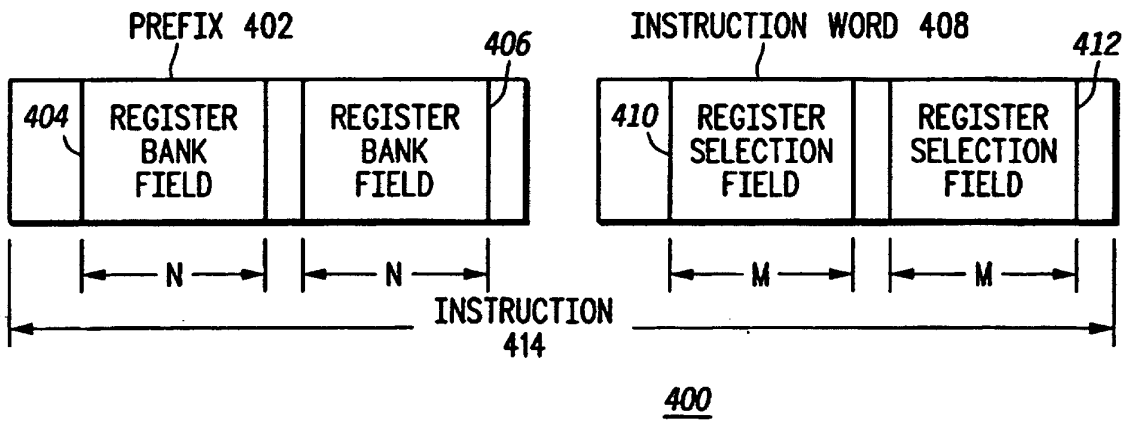 PREFIX 402
406
INSTRUCTION WORD 408
412
404
REGISTER
BANK
FIELD
REGISTER
BANK
FIELD
410
REGISTER
SELECTION
FIELD
REGISTER
SELECTION
FIELD
N
N
M
M
INSTRUCTION
414
400